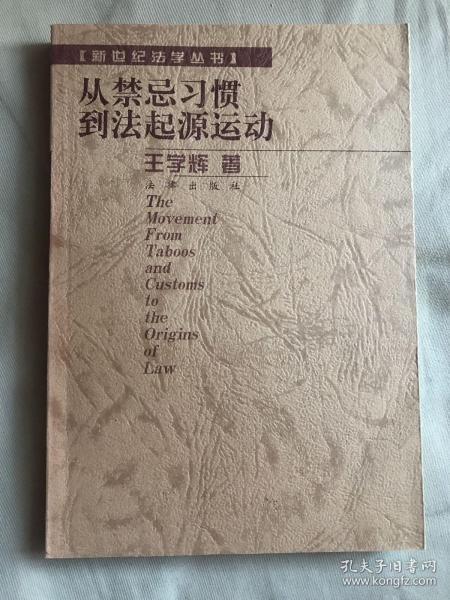 【新世纪法学丛书】
从禁忌习惯
到法起源运动
王学辉 著
法律出版社
The
Movement
From
Taboos
and
Customs
to
the
Origins
of
Law
孔夫子旧书网
www.kongfz.com